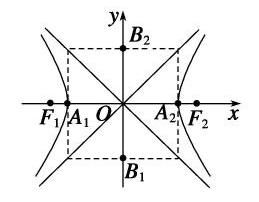 y
B₂
F₁ A₁ O A₂ F₂ x
B₁